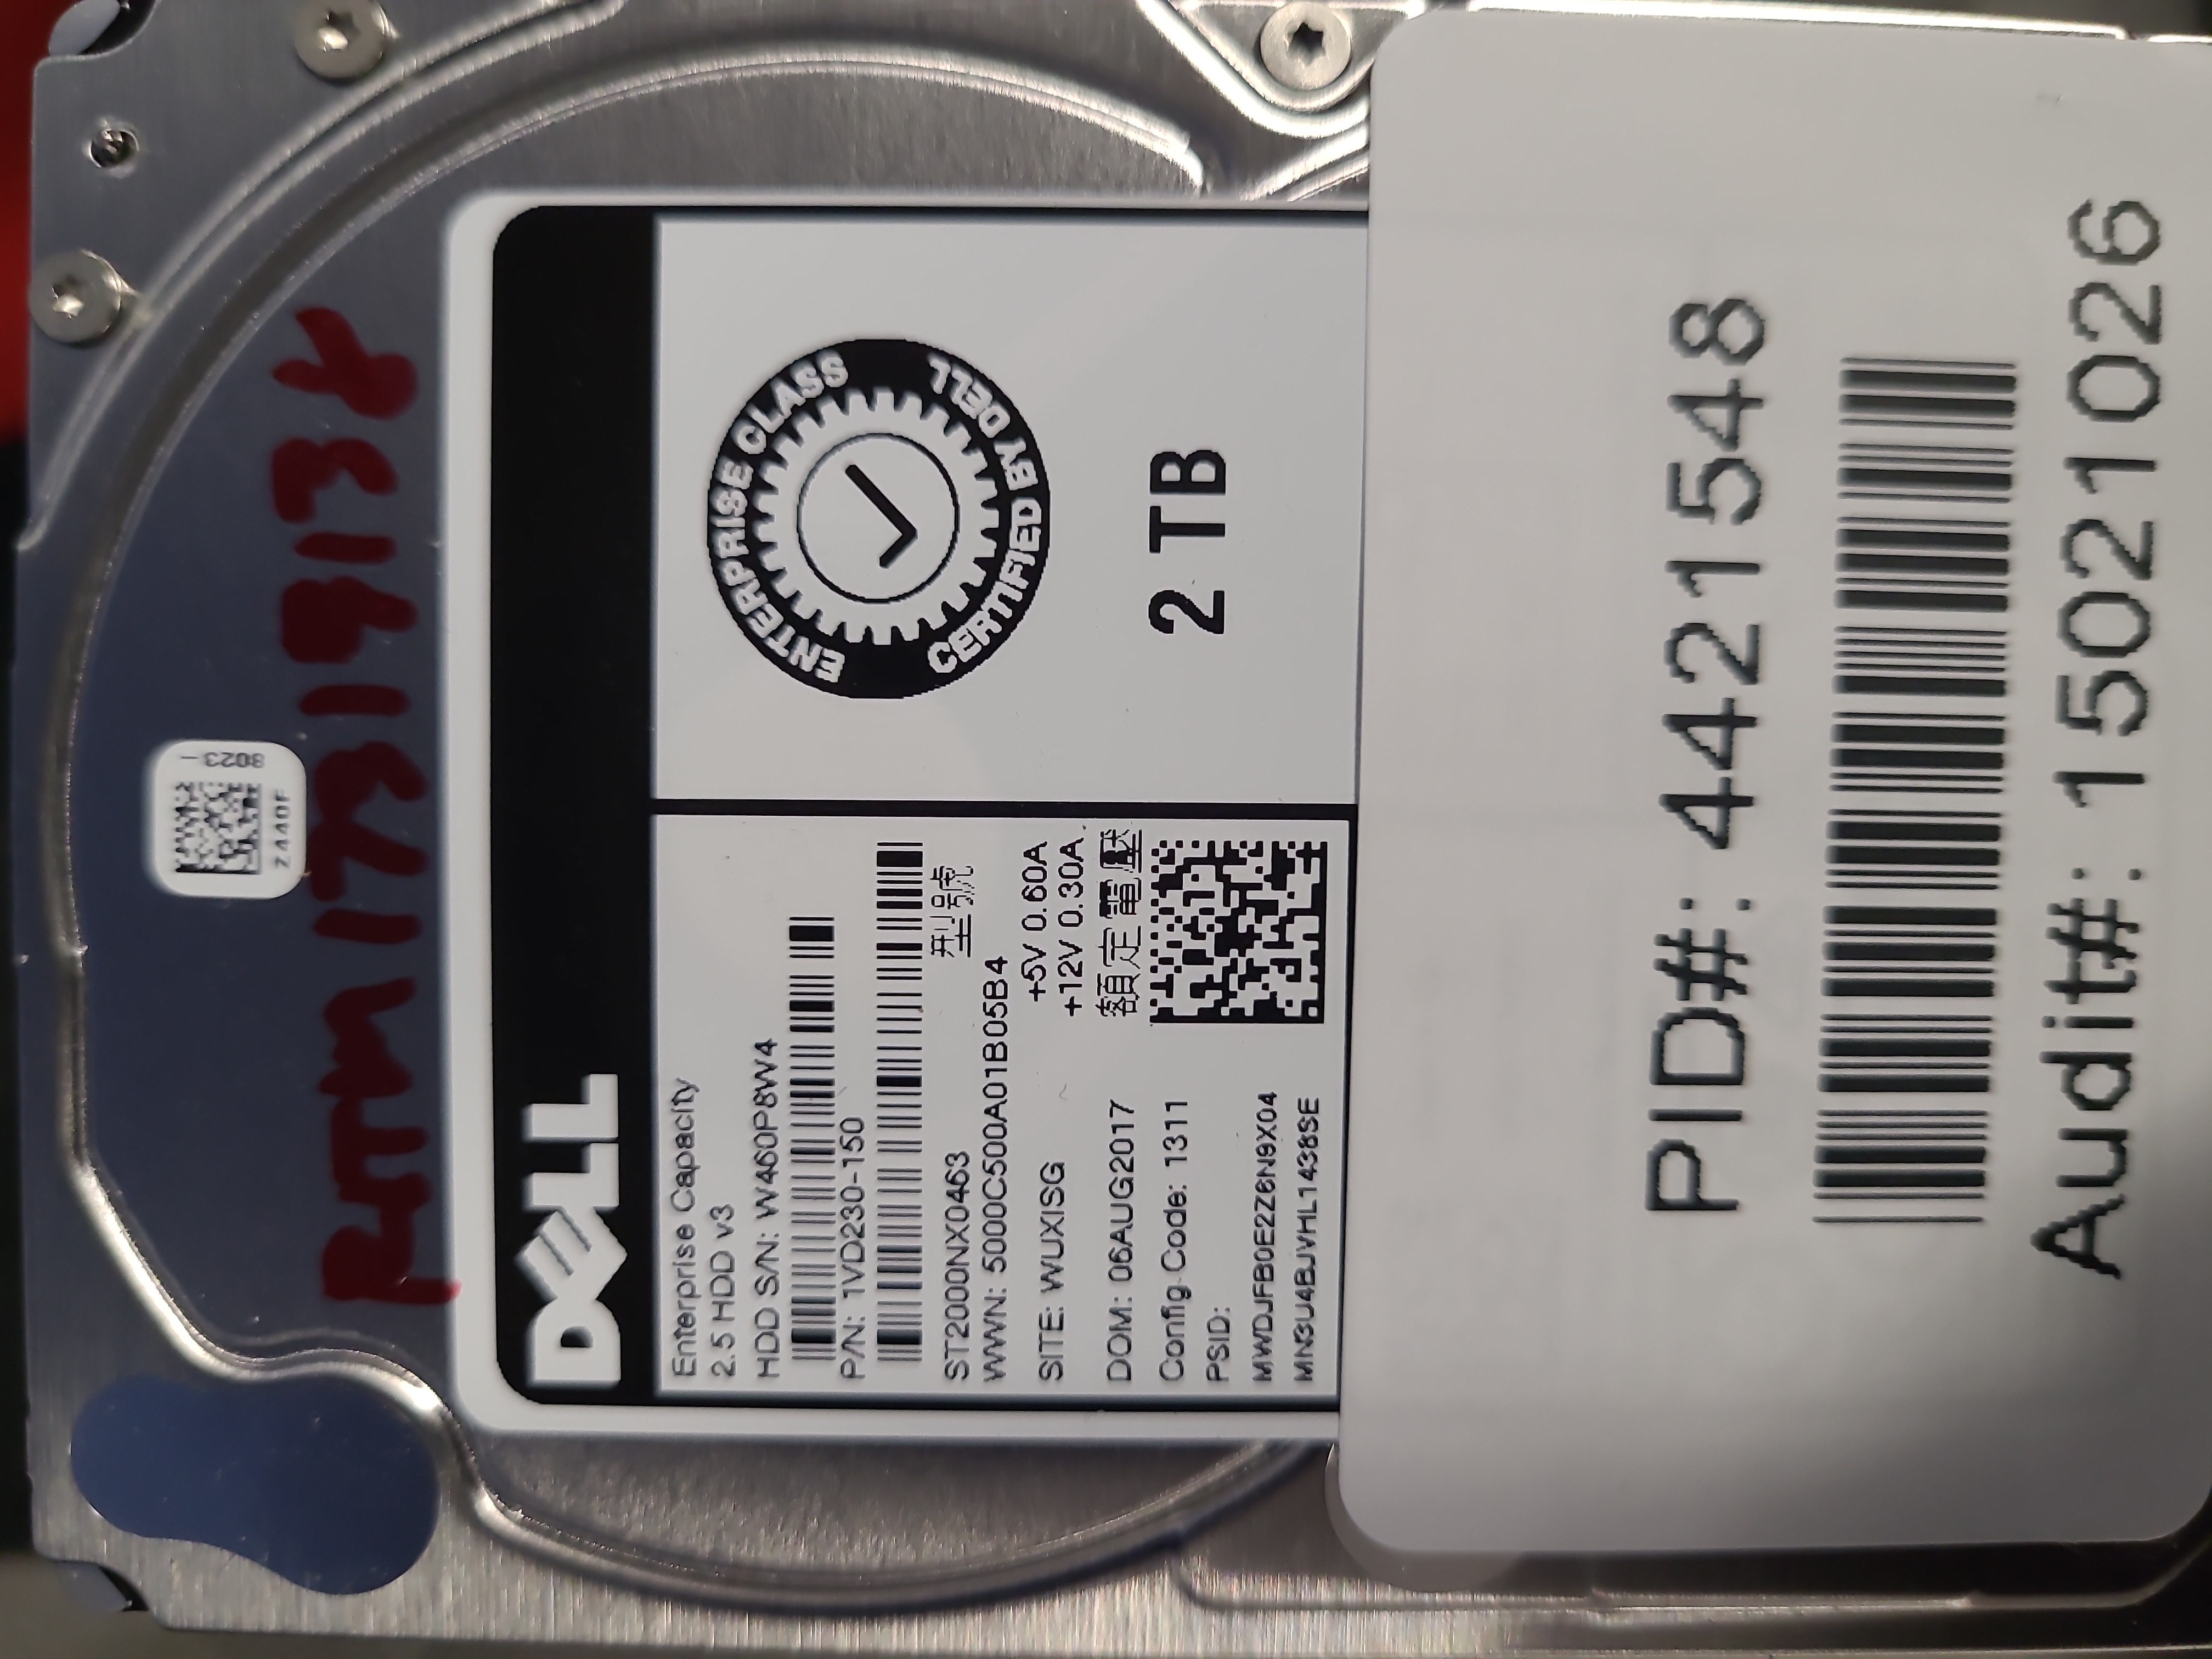 8023-
Z440F
RITM17319138
DELL
Enterprise Capacity
2.5 HDD v3
HDD S/N: W460P8W4
P/N: 1VD230-150
ST2000NX0463 型號
WWN: 5000C500A01B05B4
+5V 0.60A
SITE: WUXISG
+12V 0.30A
DOM: 06AUG2017 額定電壓
Config Code: 1311
PSID:
MWDJFB0E2Z6N9X04
MN3U4BJVHL1438SE
ENTERPRISE CLASS
CERTIFIED BY DELL
2 TB
PID#: 4421548
Audit#: 15021026